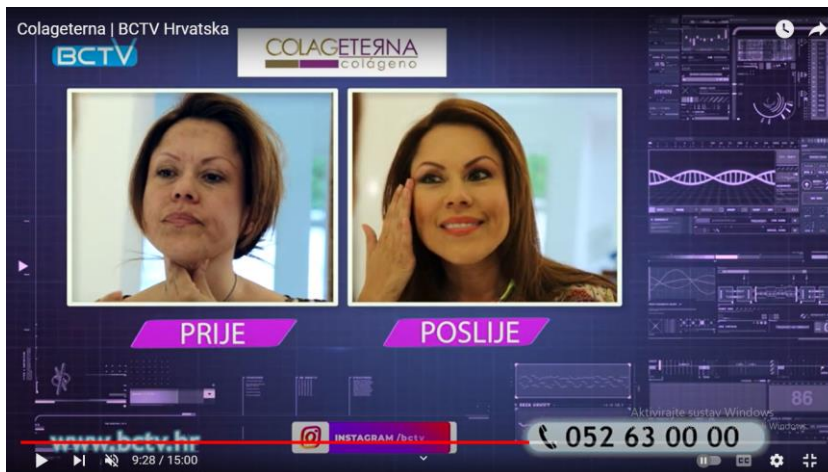 Colageterna | BCTV Hrvatska
BCTV
COLAGETERNA
colágeno
PRIJE
POSLIJE
86
Aktivirajte sustav Windows
www.bctv.hr
INSTAGRAM /bctv
052 63 00 00
9:28 / 15:00
CC